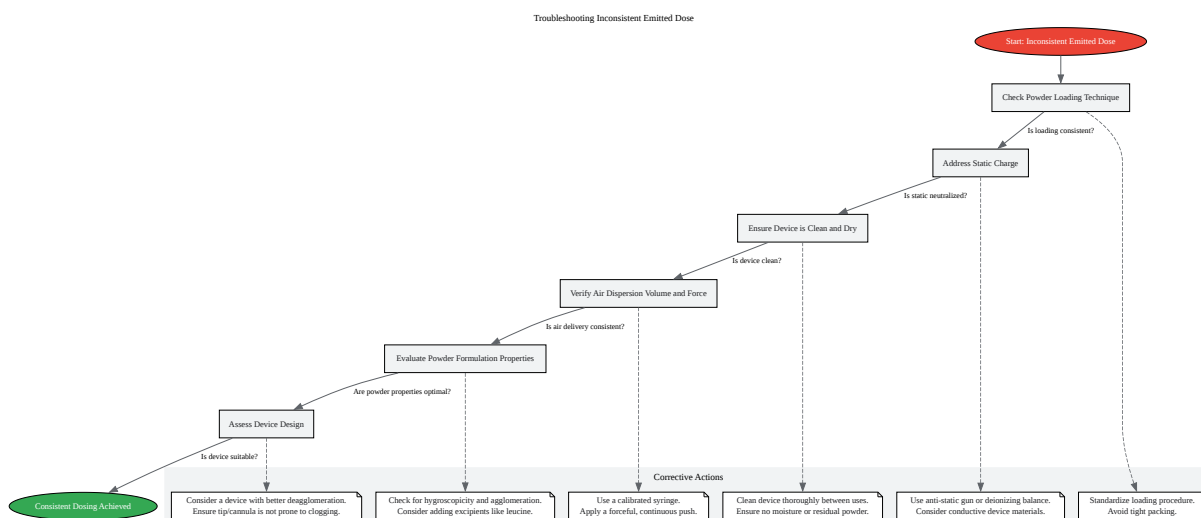 Troubleshooting Inconsistent Emitted Dose
Start: Inconsistent Emitted Dose
Check Powder Loading Technique
Is loading consistent?
Address Static Charge
Is static neutralized?
Ensure Device is Clean and Dry
Is device clean?
Verify Air Dispersion Volume and Force
Is air delivery consistent?
Evaluate Powder Formulation Properties
Are powder properties optimal?
Assess Device Design
Is device suitable?
Consistent Dosing Achieved
Corrective Actions
Consider a device with better deagglomeration.
Ensure tip/cannula is not prone to clogging.
Check for hygroscopicity and agglomeration.
Consider adding excipients like leucine.
Use a calibrated syringe.
Apply a forceful, continuous push.
Clean device thoroughly between uses.
Ensure no moisture or residual powder.
Use anti-static gun or deionizing balance.
Consider conductive device materials.
Standardize loading procedure.
Avoid tight packing.